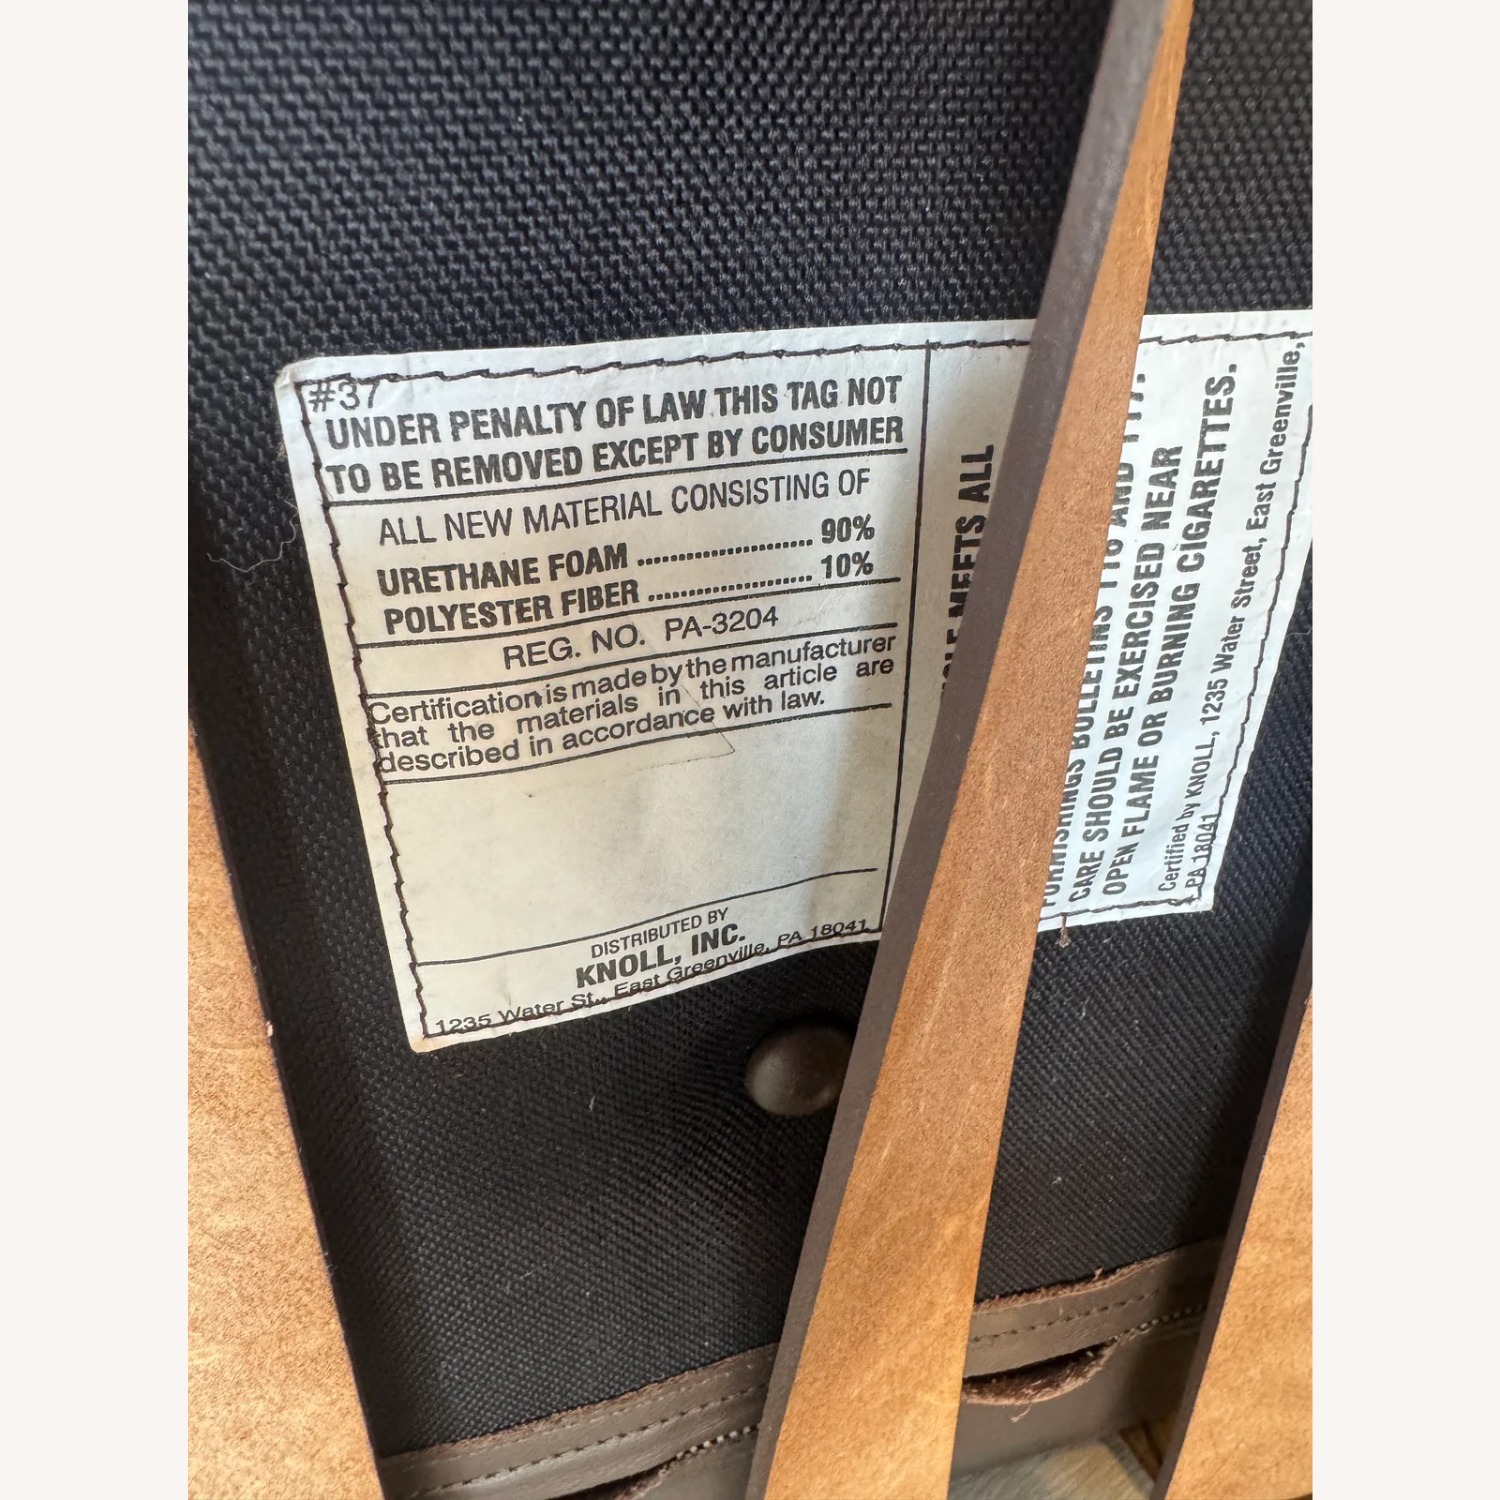 #37
UNDER PENALTY OF LAW THIS TAG NOT
TO BE REMOVED EXCEPT BY CONSUMER
ALL NEW MATERIAL CONSISTING OF
URETHANE FOAM ..................... 90%
POLYESTER FIBER .................... 10%
REG. NO. PA-3204
Certification is made by the manufacturer
that the materials in this article are
described in accordance with law.
DISTRIBUTED BY
KNOLL, INC.
1235 Water St., East Greenville, PA 18041
MEETS ALL
BULLETINS 116 AND 117.
CARE SHOULD BE EXERCISED NEAR
OPEN FLAME OR BURNING CIGARETTES.
Certified by KNOLL, 1235 Water Street, East Greenville,
PA 18041